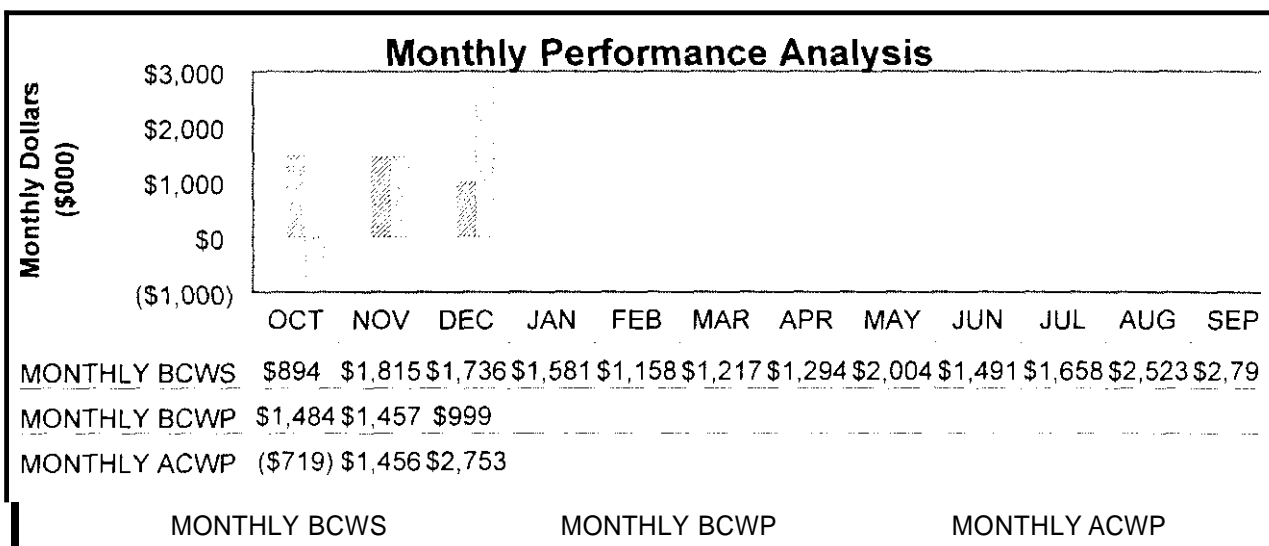 Monthly Performance Analysis
Monthly Dollars
($000)
$3,000
$2,000
$1,000
$0
($1,000)
OCT NOV DEC JAN FEB MAR APR MAY JUN JUL AUG SEP
MONTHLY BCWS $894 $1,815 $1,736 $1,581 $1,158 $1,217 $1,294 $2,004 $1,491 $1,658 $2,523 $2,79
MONTHLY BCWP $1,484 $1,457 $999
MONTHLY ACWP ($719) $1,456 $2,753
MONTHLY BCWS MONTHLY BCWP MONTHLY ACWP